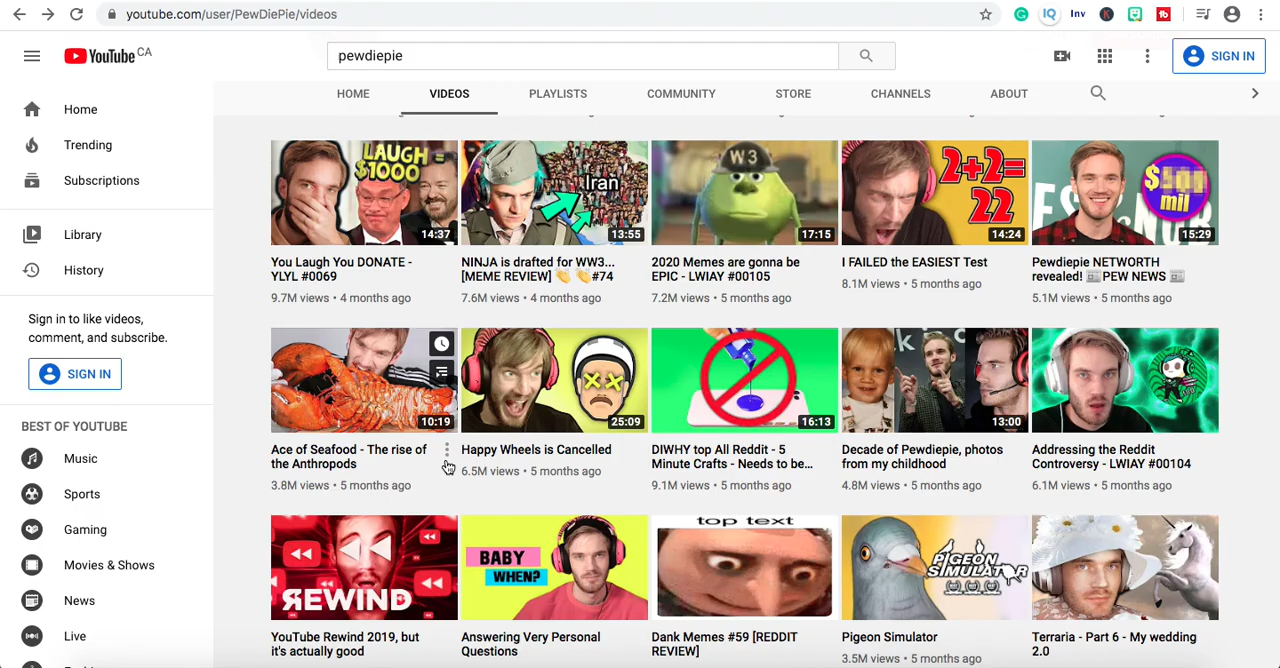 youtube.com/user/PewDiePie/videos
Inv
YouTube CA
pewdiepie
SIGN IN
HOME
VIDEOS
PLAYLISTS
COMMUNITY
STORE
CHANNELS
ABOUT
Home
Trending
Subscriptions
Library
History
Sign in to like videos,
comment, and subscribe.
SIGN IN
BEST OF YOUTUBE
Music
Sports
Gaming
Movies & Shows
News
Live
LAUGH =
$1000
14:37
You Laugh You DONATE -
YLYL #0069
9.7M views • 4 months ago
Iran
13:55
NINJA is drafted for WW3...
[MEME REVIEW] 👏 👏#74
7.6M views • 4 months ago
W3
17:15
2020 Memes are gonna be
EPIC - LWIAY #00105
7.2M views • 5 months ago
2+2=
22
14:24
I FAILED the EASIEST Test
8.1M views • 5 months ago
mil
15:29
Pewdiepie NETWORTH
revealed! 📰PEW NEWS 📰
5.1M views • 5 months ago
10:19
Ace of Seafood - The rise of
the Anthropods
3.8M views • 5 months ago
25:09
Happy Wheels is Cancelled
6.5M views • 5 months ago
16:13
DIWHY top All Reddit - 5
Minute Crafts - Needs to be...
9.1M views • 5 months ago
13:00
Decade of Pewdiepie, photos
from my childhood
4.8M views • 5 months ago
Addressing the Reddit
Controversy - LWIAY #00104
6.1M views • 5 months ago
REWIND
YouTube Rewind 2019, but
it's actually good
BABY
WHEN?
Answering Very Personal
Questions
top text
Dank Memes #59 [REDDIT
REVIEW]
PIGEON
SIMULATOR
Pigeon Simulator
3.5M views • 5 months ago
Terraria - Part 6 - My wedding
2.0